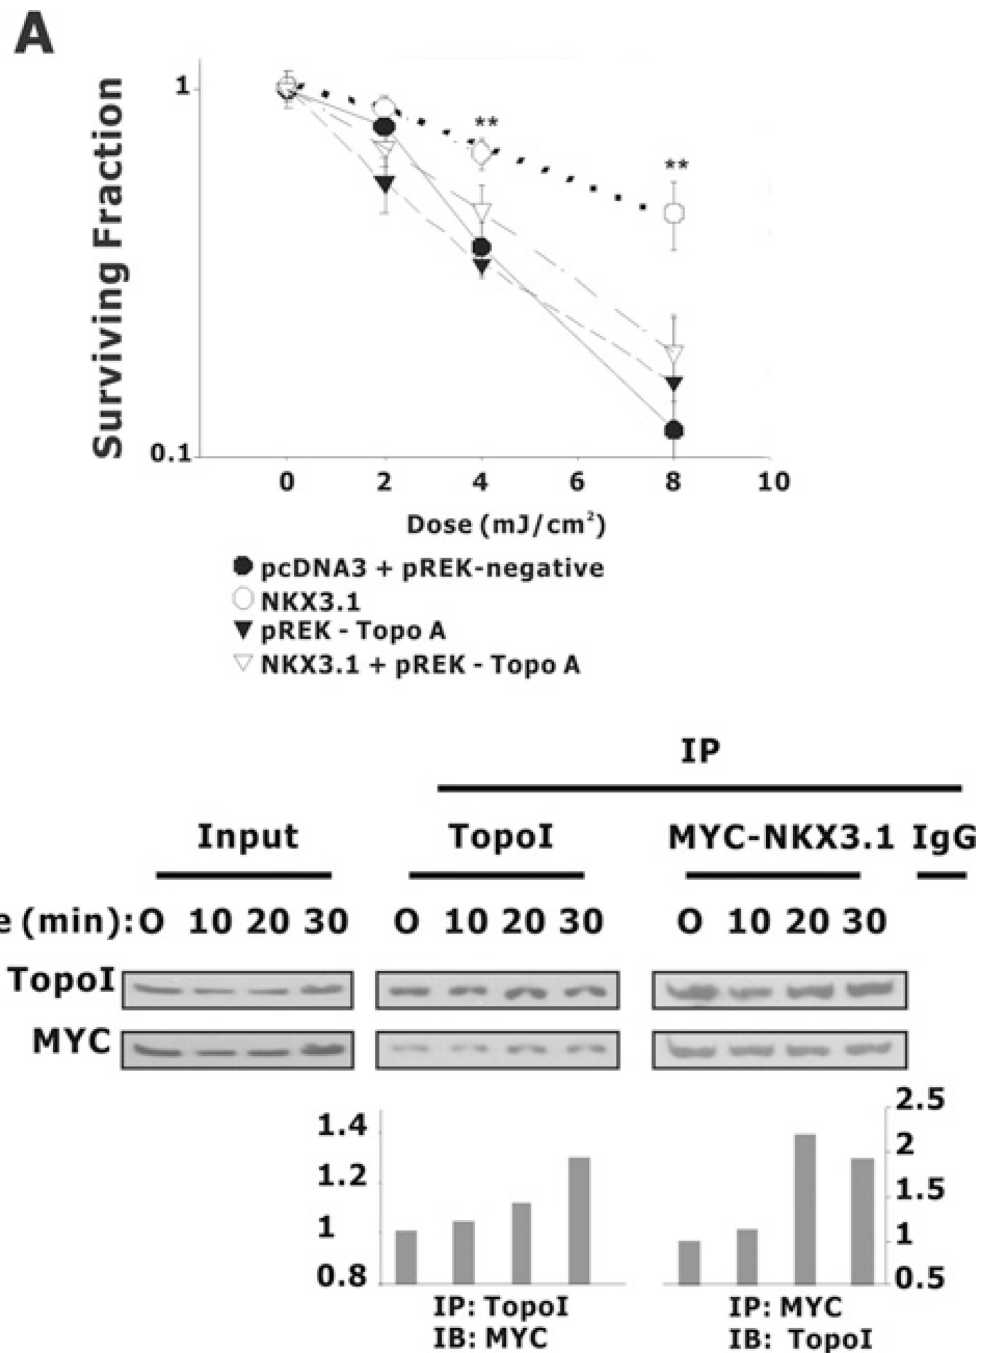 A
Surviving Fraction
1
0.1
**
**
0 2 4 6 8 10
Dose (mJ/cm²)
pcDNA3 + pREK-negative
NKX3.1
pREK - Topo A
NKX3.1 + pREK - Topo A
IP
Input TopoI MYC-NKX3.1 IgG
e (min): O 10 20 30 O 10 20 30 O 10 20 30
TopoI
MYC
1.4
1.2
1
0.8
2.5
2
1.5
1
0.5
IP: TopoI
IB: MYC
IP: MYC
IB: TopoI